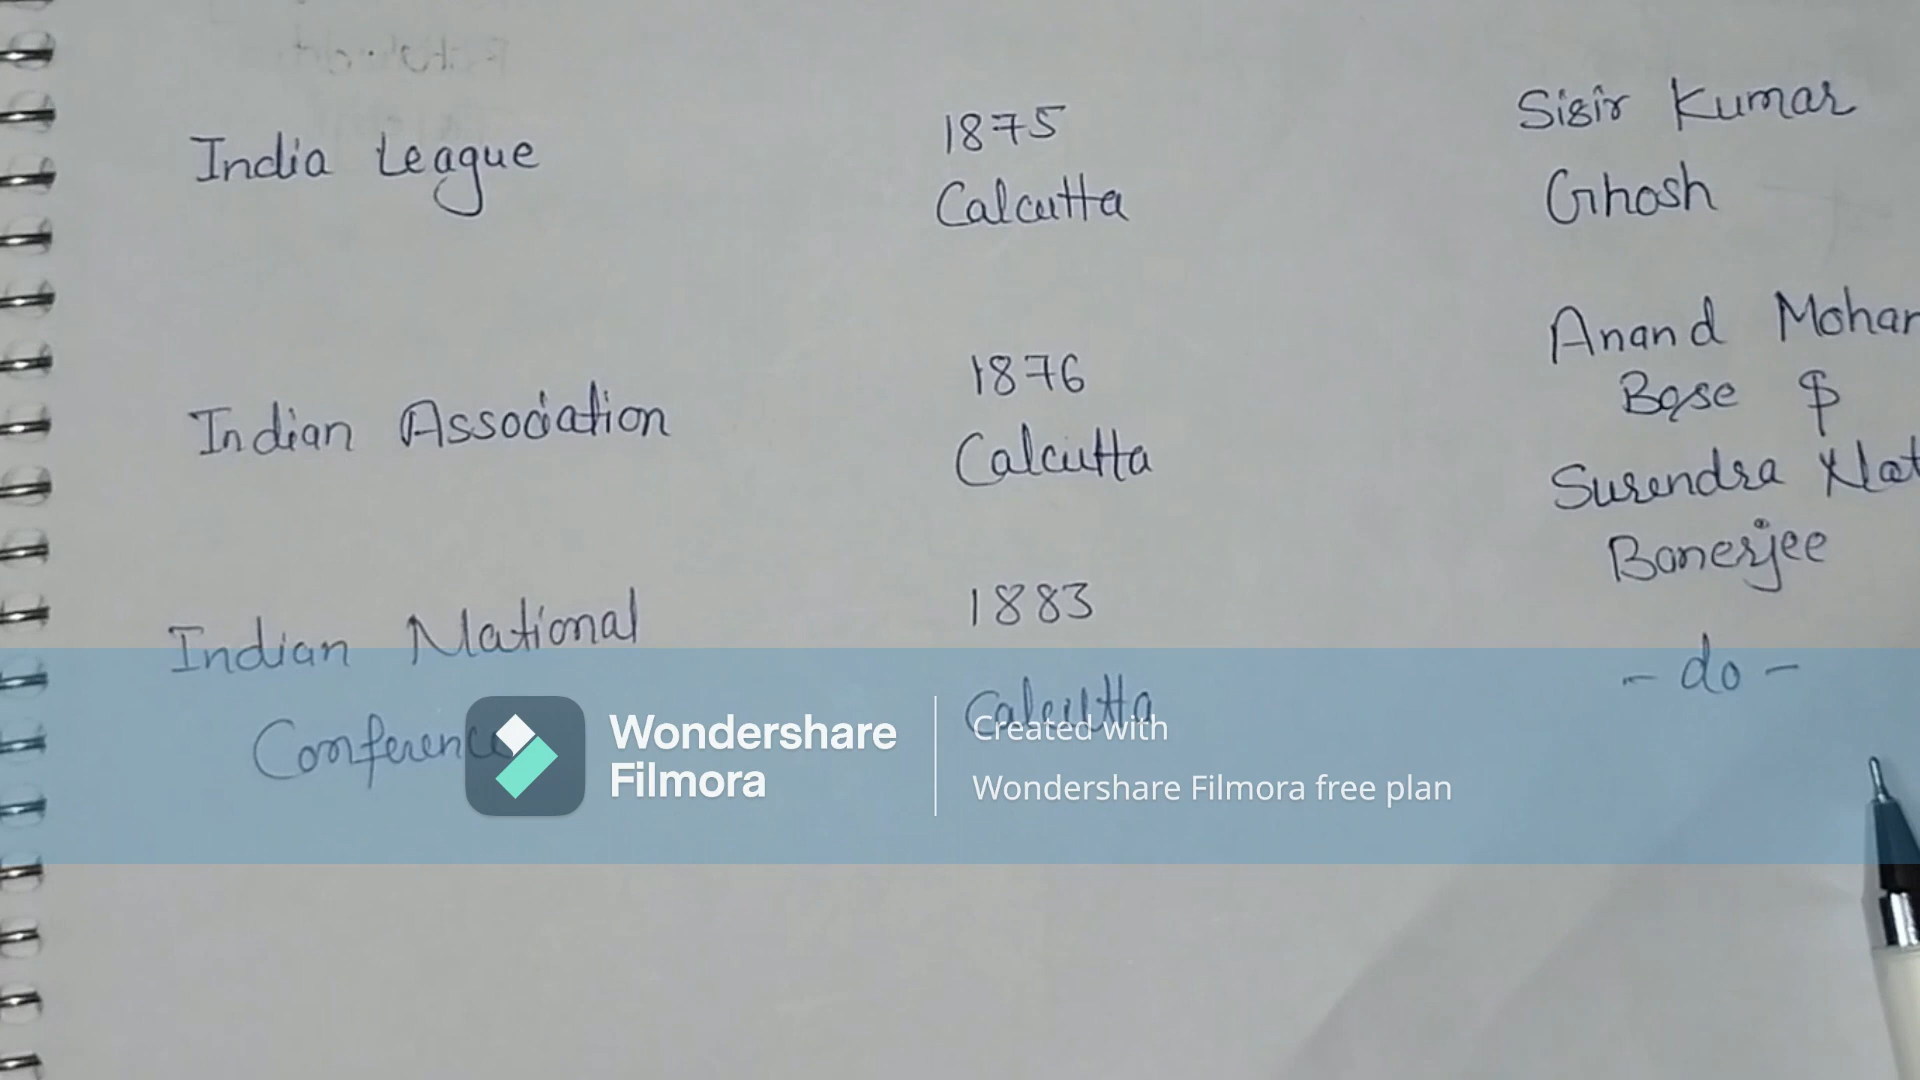 India League
1875
Calcutta
Sisir Kumar
Ghosh
Indian Association
1876
Calcutta
Anand Mohan
Bose &
Surendra Nat
Banerjee
Indian National
Conference
1883
Calcutta
- do -
Wondershare
Filmora
Created with
Wondershare Filmora free plan